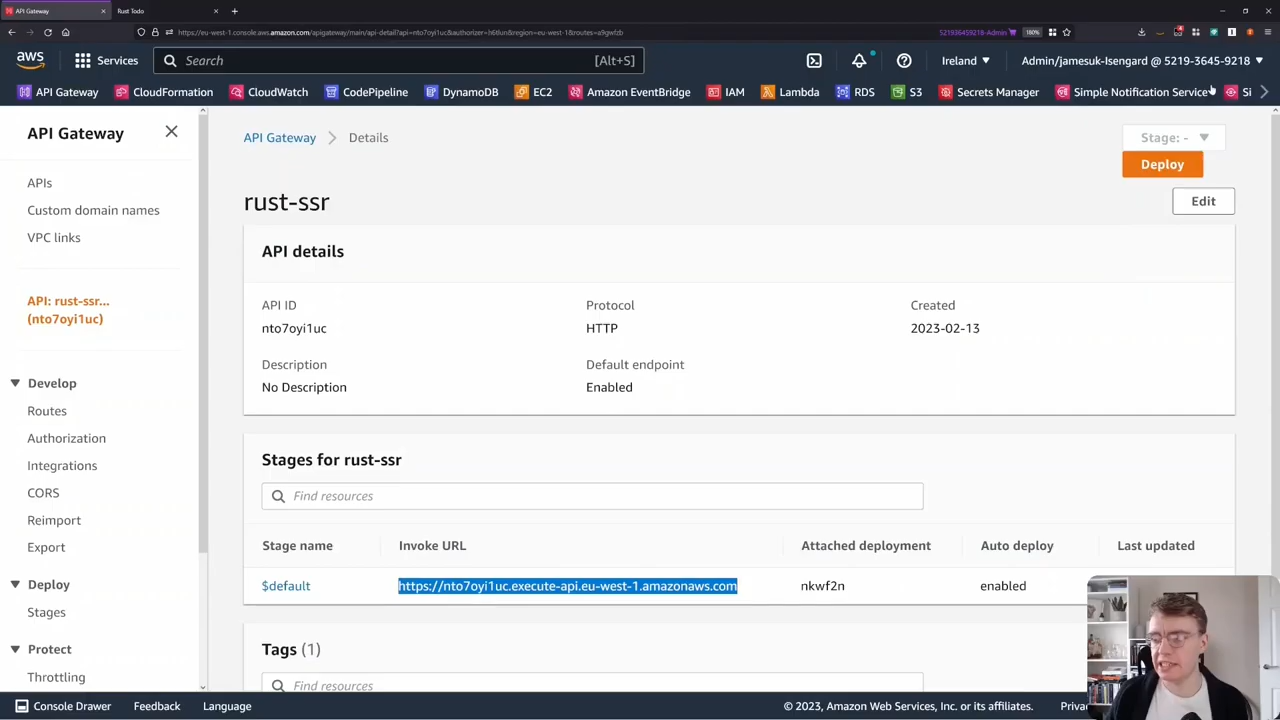 API Gateway
Rust Todo
https://eu-west-1.console.aws.amazon.com/apigateway/main/api-detail?api=nto7oyi1uc&authorizer=h6tlun&region=eu-west-1&routes=a9gwfzb
521936459218-Admin
160%
aws
Services
Search
[Alt+S]
Ireland
Admin/jamesuk-Isengard @ 5219-3645-9218
API Gateway
CloudFormation
CloudWatch
CodePipeline
DynamoDB
EC2
Amazon EventBridge
IAM
Lambda
RDS
S3
Secrets Manager
Simple Notification Service
Si
API Gateway
APIs
Custom domain names
VPC links
API: rust-ssr...
(nto7oyi1uc)
Develop
Routes
Authorization
Integrations
CORS
Reimport
Export
Deploy
Stages
Protect
Throttling
API Gateway
Details
Stage: -
Deploy
rust-ssr
Edit
API details
API ID
Protocol
Created
nto7oyi1uc
HTTP
2023-02-13
Description
Default endpoint
No Description
Enabled
Stages for rust-ssr
Find resources
Stage name
Invoke URL
Attached deployment
Auto deploy
Last updated
$default
https://nto7oyi1uc.execute-api.eu-west-1.amazonaws.com
nkwf2n
enabled
Tags (1)
Find resources
Console Drawer
Feedback
Language
© 2023, Amazon Web Services, Inc. or its affiliates.
Priva